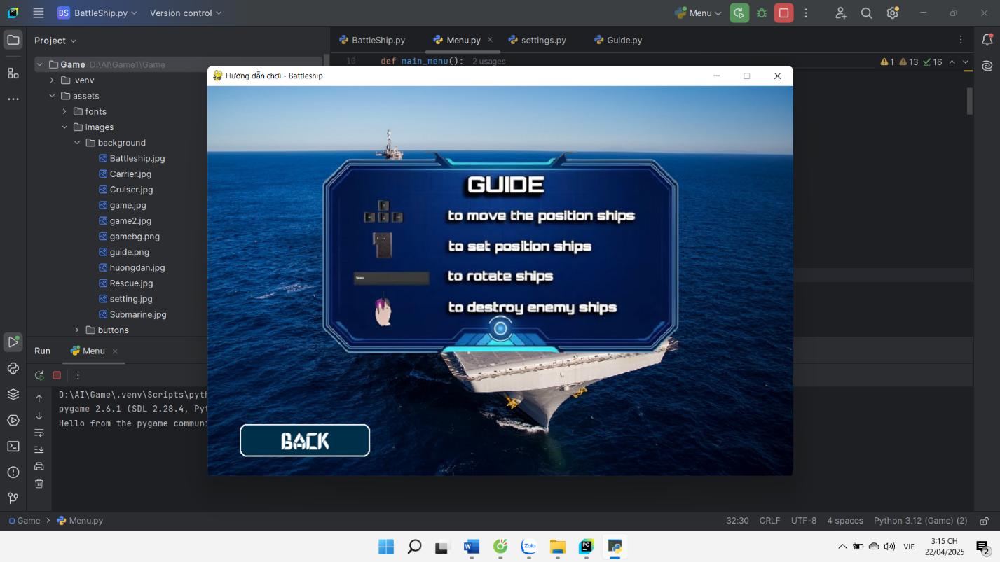 BS BattleShip.py
Version control
Menu
Project
BattleShip.py
Menu.py
settings.py
Guide.py
Game D:\AI\Game1\Game
10 def main_menu(): 2 usages
1 13 16
.venv
assets
fonts
images
background
Battleship.jpg
Carrier.jpg
Cruiser.jpg
game.jpg
game2.jpg
gamebg.png
guide.png
huongdan.jpg
Rescue.jpg
setting.jpg
Submarine.jpg
buttons
Hướng dẫn chơi - Battleship
GUIDE
to move the position ships
to set position ships
to rotate ships
to destroy enemy ships
BACK
Run
Menu
D:\AI\Game\.venv\Scripts\pyth
pygame 2.6.1 (SDL 2.28.4, Pyt
Hello from the pygame communi
Game
Menu.py
32:30
CRLF
UTF-8
4 spaces
Python 3.12 (Game) (2)
Zalo
VIE
3:15 CH
22/04/2025
2